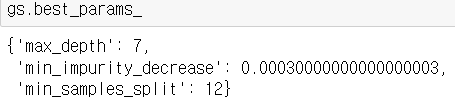 gs.best_params_
{'max_depth': 7,
'min_impurity_decrease': 0.00030000000000000003,
'min_samples_split': 12}